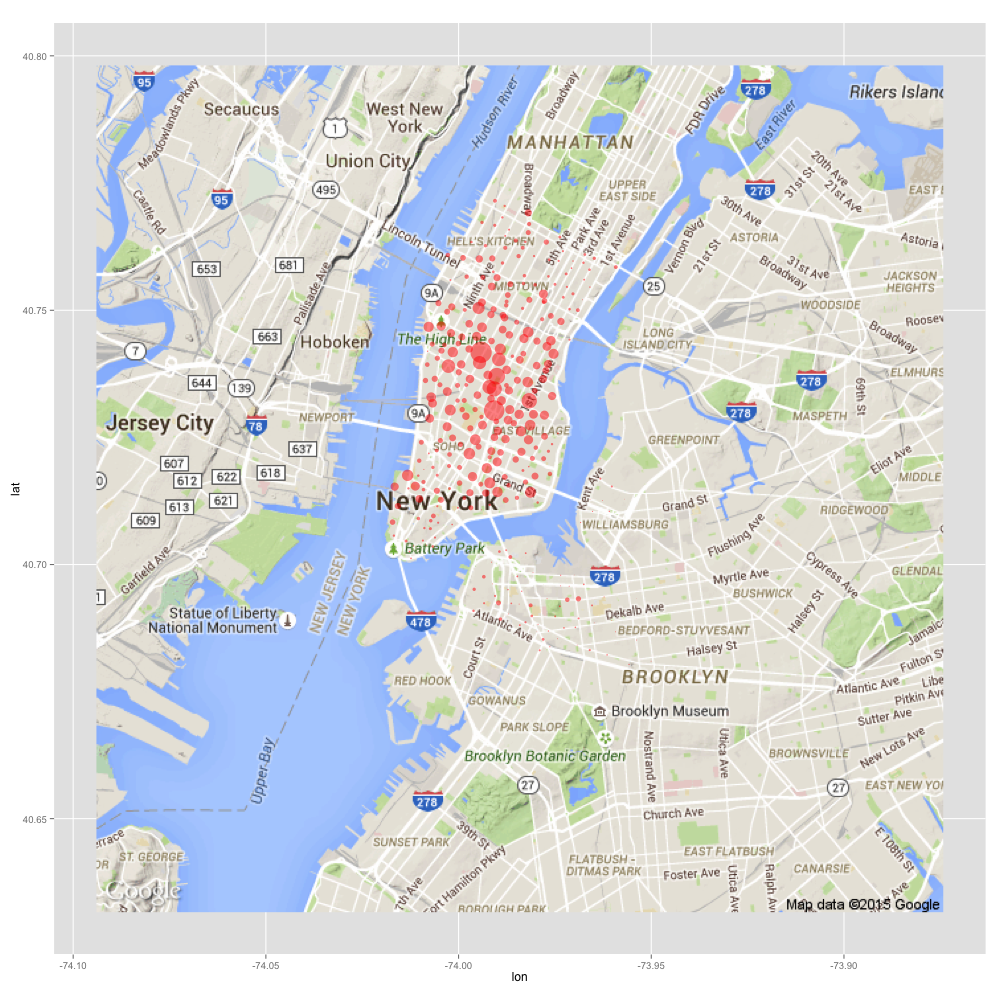 40.80
95
Secaucus
West New
York
Hudson River
Broadway
FDR Drive
278
East River
Rikers Islanc
Meadowlands Pkwy
1
Union City
MANHATTAN
495
95
Castle Rd
Broadway
UPPER
EAST SIDE
278
31st St
20th Ave
21st Ave
EAST E
30th Ave
Park Ave
3rd Ave
1st Avenue
5th Ave
Vernon Blvd
21st St
ASTORIA
Astoria
Lincoln Tunnel
HELL'S KITCHEN
653
681
Palisade Ave
9A
Ninth Ave
MIDTOWN
25
31st Ave
Broadway
JACKSON
HEIGHTS
WOODSIDE
40.75
663
Hoboken
The High Line
LONG
ISLAND CITY
Roosev
Broadway
7
644
139
278
ELMHURS
69th St
Jersey City
78
NEWPORT
9A
1st Avenue
278
MASPETH
EAST VILLAGE
SOHO
GREENPOINT
637
607
612
622
618
613
621
609
0
Grand St
New York
Kent Ave
Grand St
Eliot Ave
MIDDLE
RIDGEWOOD
WILLIAMSBURG
Flushing Ave
Battery Park
40.70
Garfield Ave
278
Myrtle Ave
BUSHWICK
Cypress Ave
GLENDAL
1
NEW JERSEY
NEW YORK
Statue of Liberty
National Monument
478
Atlantic Ave
Dekalb Ave
BEDFORD-STUYVESANT
Halsey St
Halsey St
Jamaic
Court St
Fulton St
RED HOOK
BROOKLYN
Atlantic Ave
Libe
Pitkin Ave
GOWANUS
Brooklyn Museum
Sutter Ave
PARK SLOPE
Upper Bay
Brooklyn Botanic Garden
Nostrand Ave
Utica Ave
BROWNSVILLE
New Lots Ave
27
27
EAST NEW YOR
278
40.65
Church Ave
errace
OR
ST. GEORGE
SUNSET PARK
39th St
EAST FLATBUSH
E 108th St
FLATBUSH -
DITMAS PARK
Foster Ave
CANARSIE
Google
7th Ave
ort Hamilton Pkwy
BOROUGH PARK
Utica Ave
Ralph A
Map data ©2015 Google
-74.10
-74.05
-74.00
-73.95
-73.90
lon
lat